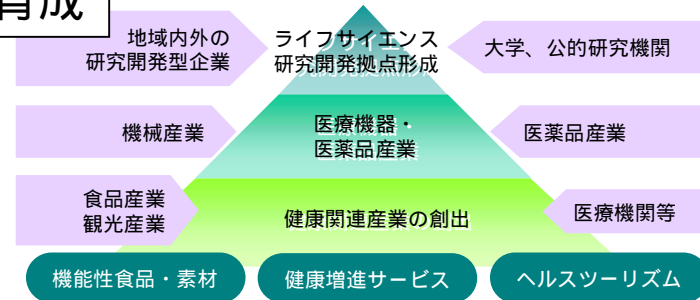 育成
地域内外の
研究開発型企業
ライフサイエンス
研究開発拠点形成
大学、公的研究機関
機械産業
医療機器・
医薬品産業
医薬品産業
食品産業
観光産業
健康関連産業の創出
医療機関等
機能性食品・素材
健康増進サービス
ヘルスツーリズム